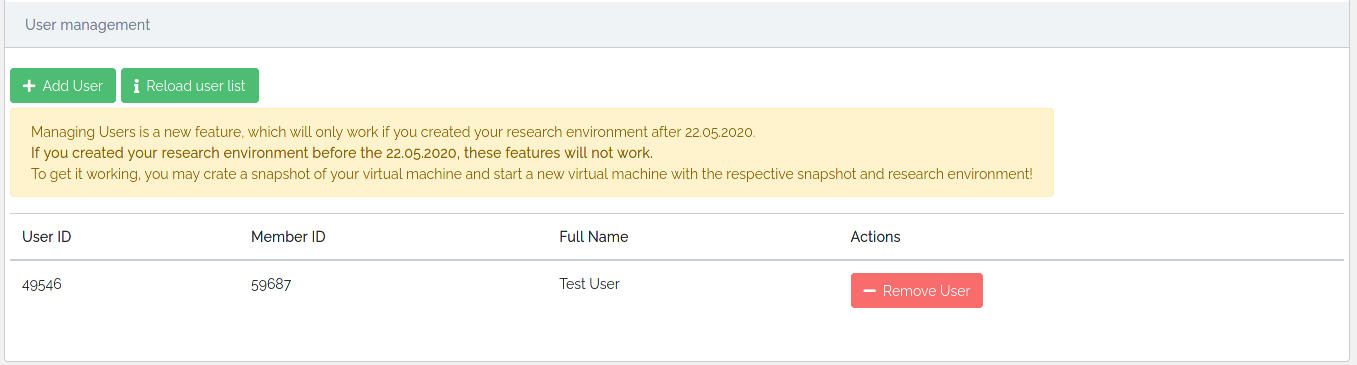 User management
Add User
Reload user list
Managing Users is a new feature, which will only work if you created your research environment after 22.05.2020.
If you created your research environment before the 22.05.2020, these features will not work.
To get it working, you may crate a snapshot of your virtual machine and start a new virtual machine with the respective snapshot and research environment!
User ID Member ID Full Name Actions
49546 59687 Test User Remove User